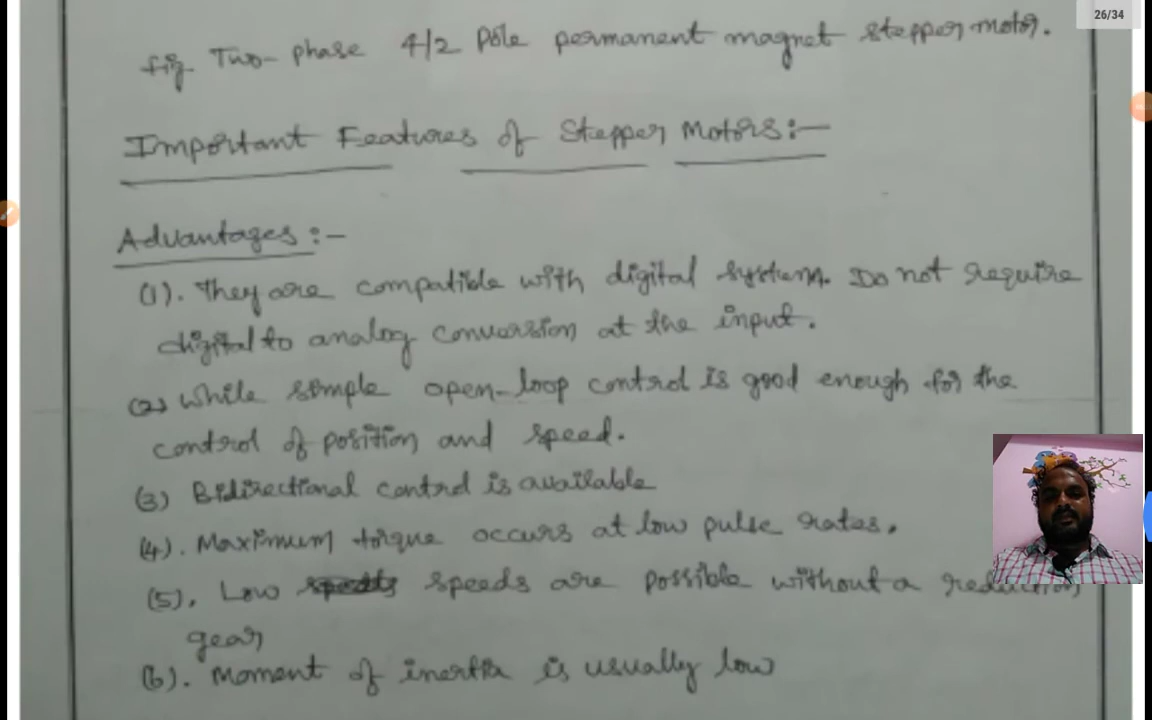 26/34
fig. Two-phase 4/2 Pole permanent magnet stepper motor.
Important Features of Stepper Motors:-
Advantages:-
(1). They are compatible with digital system. Do not require
digital to analog conversion at the input.
(2) While simple open-loop control is good enough for the
control of position and speed.
(3) Bidirectional control is available
(4). Maximum torque occurs at low pulse rates.
(5). Low speeds are possible without a reduction
gear
(6). Moment of inertia is usually low